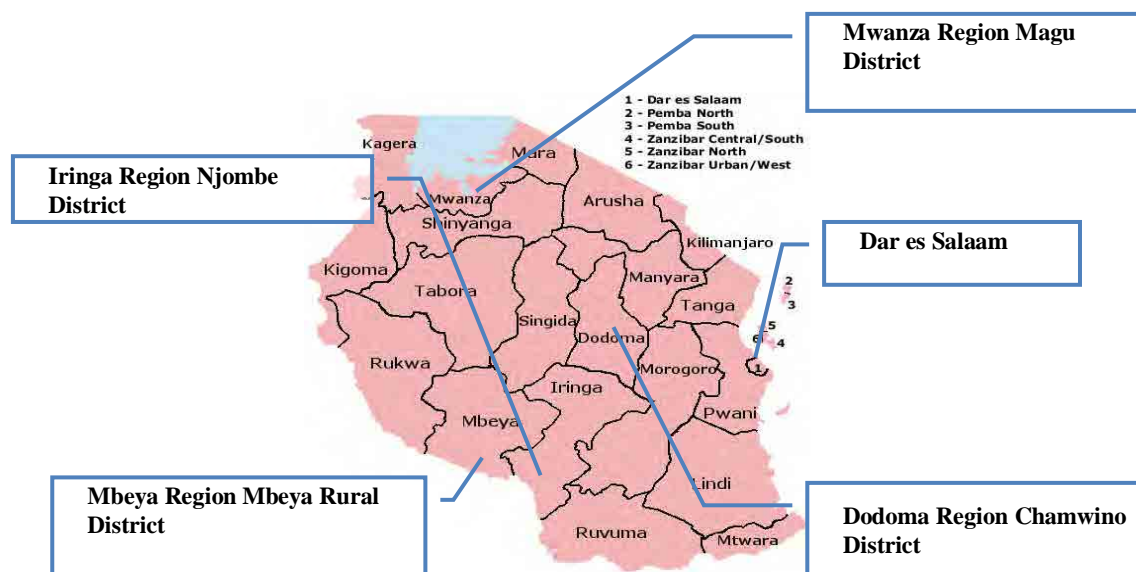 Mwanza Region Magu
District
1 - Dar es Salaam
2 - Pemba North
3 - Pemba South
4 - Zanzibar Central/South
5 - Zanzibar North
6 - Zanzibar Urban/West
Kagera
Mara
Iringa Region Njombe
District
Mwanza
Arusha
Shinyanga
Dar es Salaam
Kilimanjaro
Kigoma
Manyara
2
Tabora
Tanga
3
Singida
5
Dodoma
6
4
Rukwa
Morogoro
1
Iringa
Pwani
Mbeya
Lindi
Mbeya Region Mbeya Rural
District
Dodoma Region Chamwino
District
Ruvuma
Mtwara